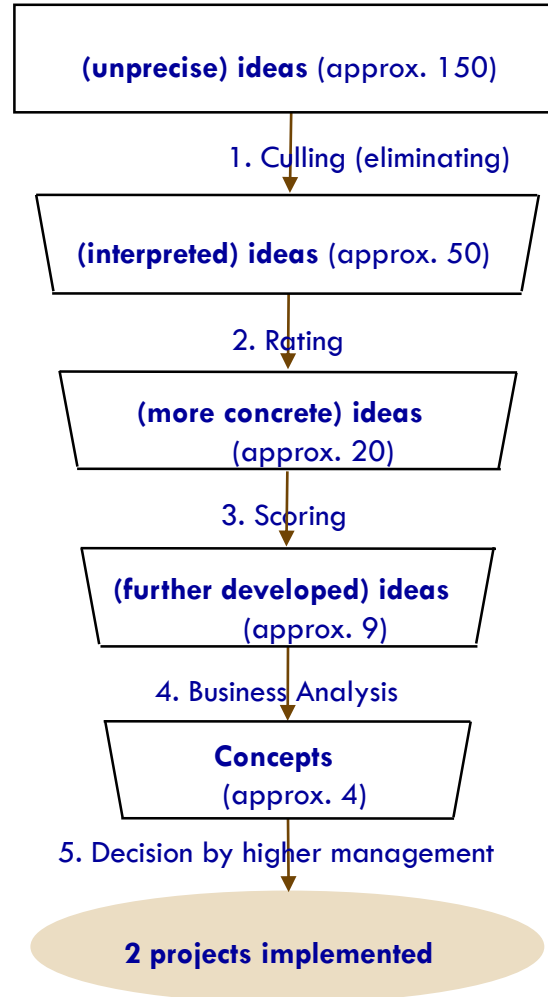 (unprecise) ideas (approx. 150)
1. Culling (eliminating)
(interpreted) ideas (approx. 50)
2. Rating
(more concrete) ideas
(approx. 20)
3. Scoring
(further developed) ideas
(approx. 9)
4. Business Analysis
Concepts
(approx. 4)
5. Decision by higher management
2 projects implemented